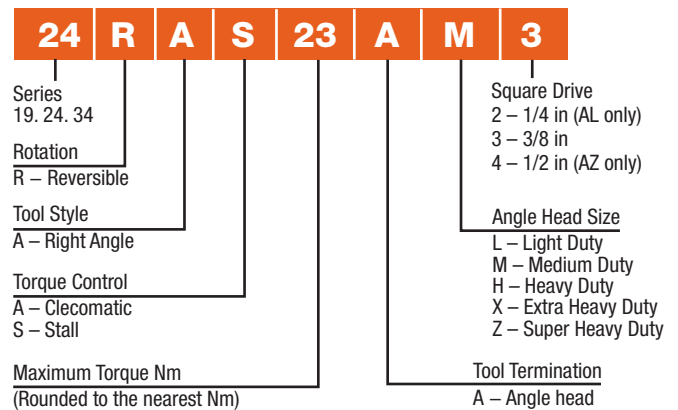 24 R A S 23 A M 3
Series
19. 24. 34
Rotation
R – Reversible
Tool Style
A – Right Angle
Torque Control
A – Clecomatic
S – Stall
Maximum Torque Nm
(Rounded to the nearest Nm)
Square Drive
2 – 1/4 in (AL only)
3 – 3/8 in
4 – 1/2 in (AZ only)
Angle Head Size
L – Light Duty
M – Medium Duty
H – Heavy Duty
X – Extra Heavy Duty
Z – Super Heavy Duty
Tool Termination
A – Angle head